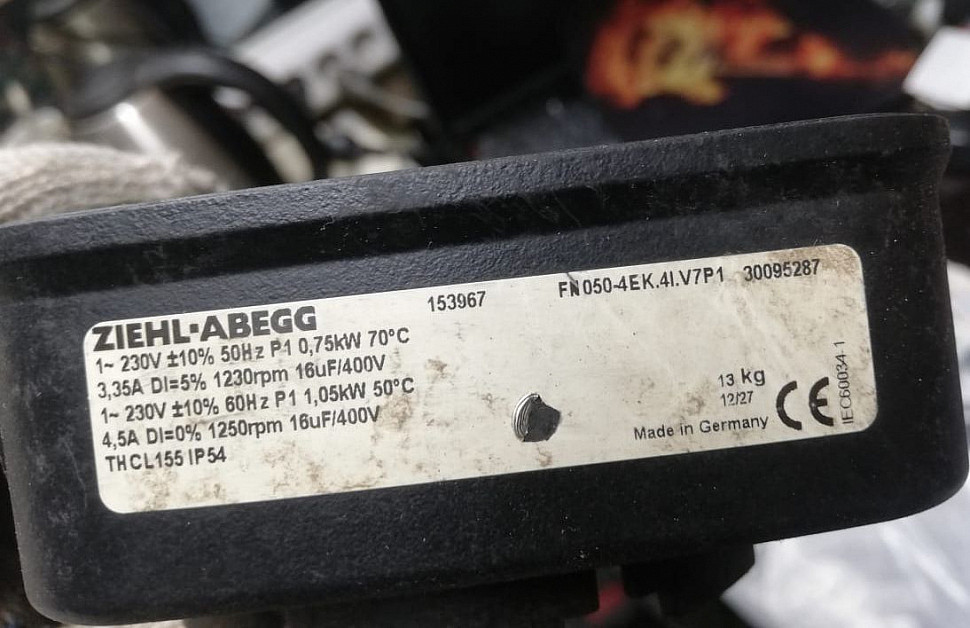 ZIEHL-ABEGG 153967 FN050-4EK.4I.V7P1 30095287
1~ 230V ±10% 50Hz P1 0,75kW 70°C
3,35A DI=5% 1230rpm 16uF/400V
1~ 230V ±10% 60Hz P1 1,05kW 50°C
4,5A DI=0% 1250rpm 16uF/400V
THCL155 IP54
13 kg
12/27
Made in Germany
CE
IEC60034-1